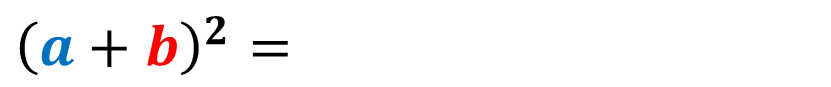 (a + b)² =